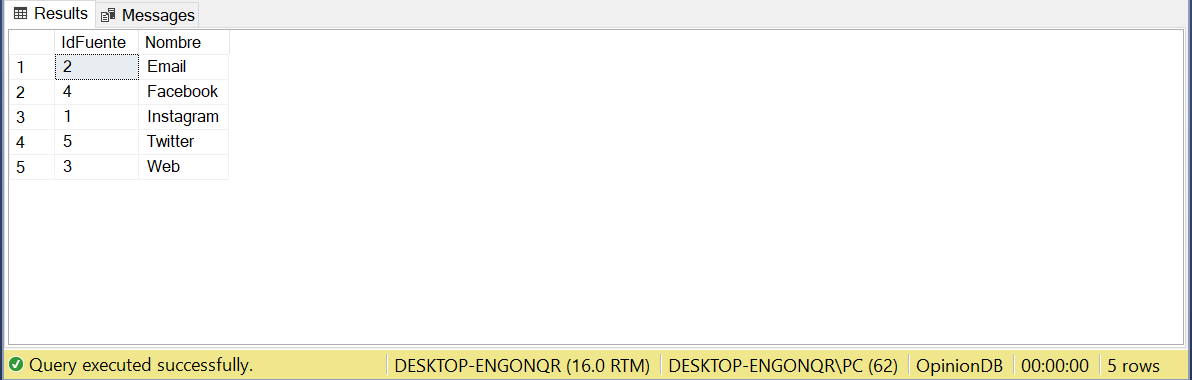 Results Messages
IdFuente Nombre
1 2 Email
2 4 Facebook
3 1 Instagram
4 5 Twitter
5 3 Web
Query executed successfully. DESKTOP-ENGONQR (16.0 RTM) DESKTOP-ENGONQR\PC (62) OpinionDB 00:00:00 5 rows